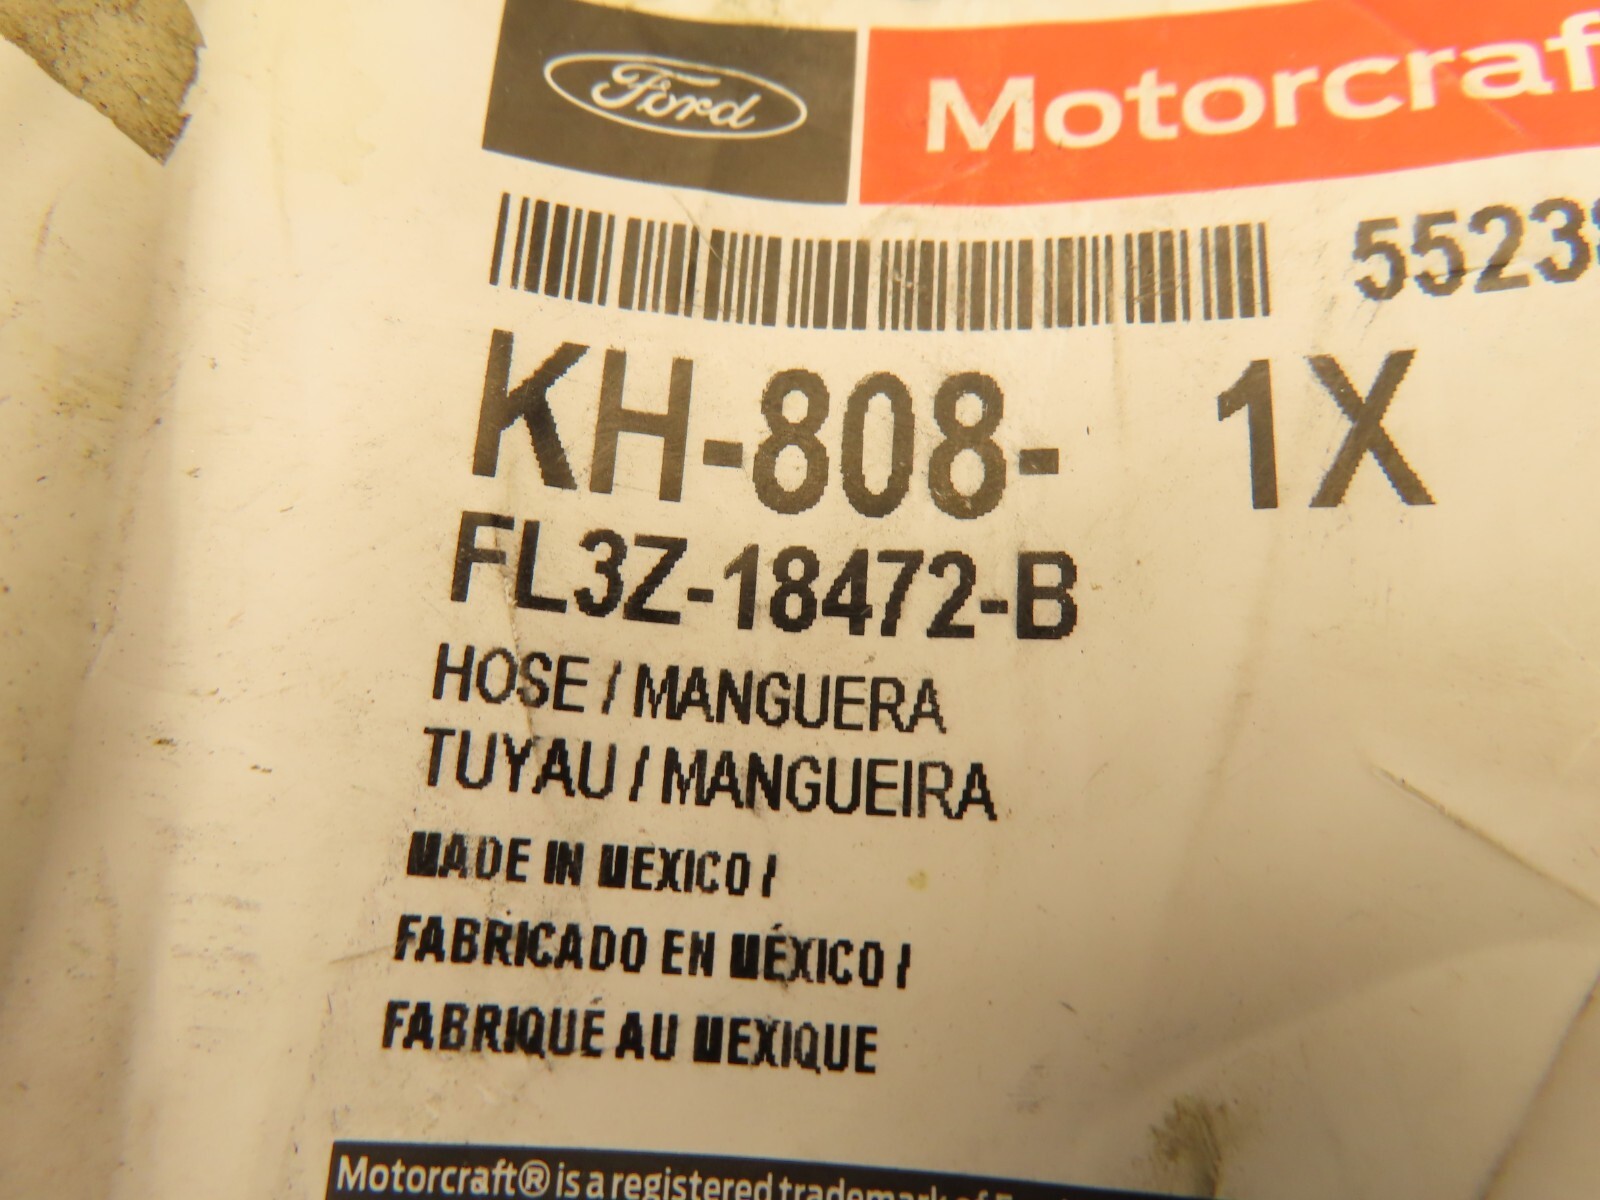 Ford Motorcraf
5523
KH-808- 1X
FL3Z-18472-B
HOSE / MANGUERA
TUYAU / MANGUEIRA
MADE IN MEXICO /
FABRICADO EN MÉXICO /
FABRIQUÉ AU MEXIQUE
Motorcraft® is a registered trademark of